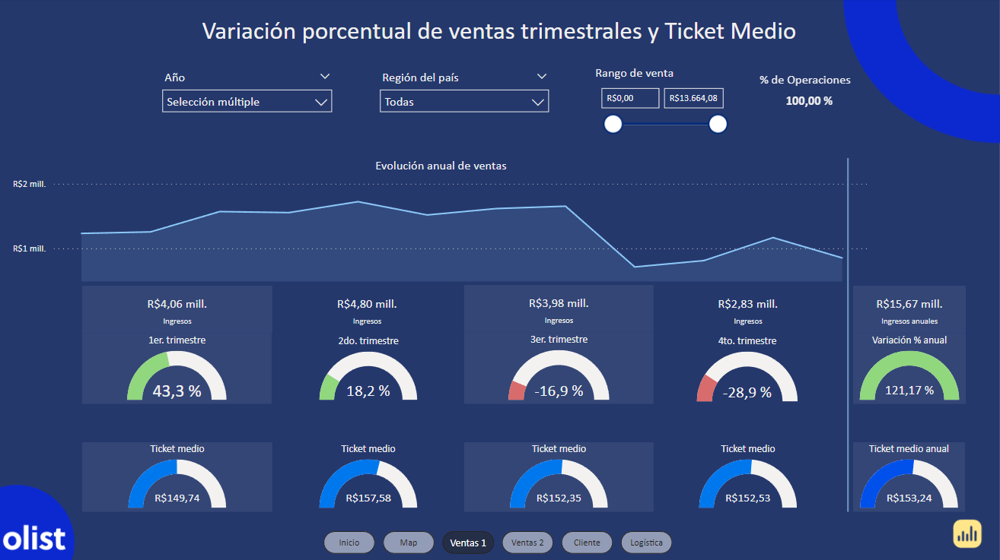 Variación porcentual de ventas trimestrales y Ticket Medio
Año
Selección múltiple
Región del país
Todas
Rango de venta
R$0,00
R$13.664,08
% de Operaciones
100,00 %
Evolución anual de ventas
R$2 mill.
R$1 mill.
R$4,06 mill.
Ingresos
1er. trimestre
43,3 %
R$4,80 mill.
Ingresos
2do. trimestre
18,2 %
R$3,98 mill.
Ingresos
3er. trimestre
-16,9 %
R$2,83 mill.
Ingresos
4to. trimestre
-28,9 %
R$15,67 mill.
Ingresos anuales
Variación % anual
121,17 %
Ticket medio
R$149,74
Ticket medio
R$157,58
Ticket medio
R$152,35
Ticket medio
R$152,53
Ticket medio anual
R$153,24
olist
Inicio
Map
Ventas 1
Ventas 2
Cliente
Logística